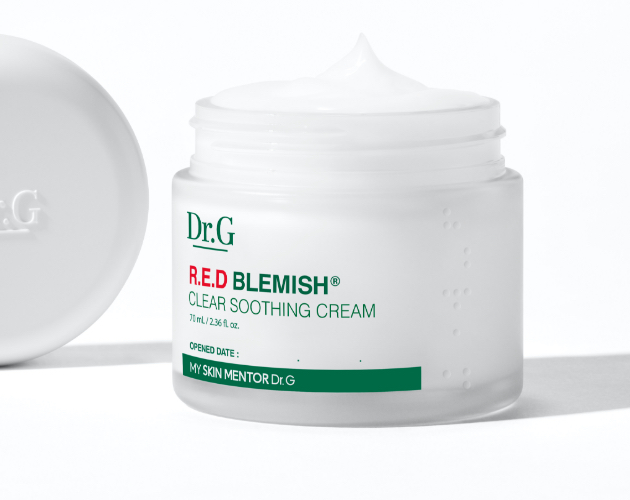 Dr.G
R.E.D BLEMISH®
CLEAR SOOTHING CREAM
70 mL / 2.36 fl. oz.
OPENED DATE : . .
MY SKIN MENTOR Dr.G
r.G